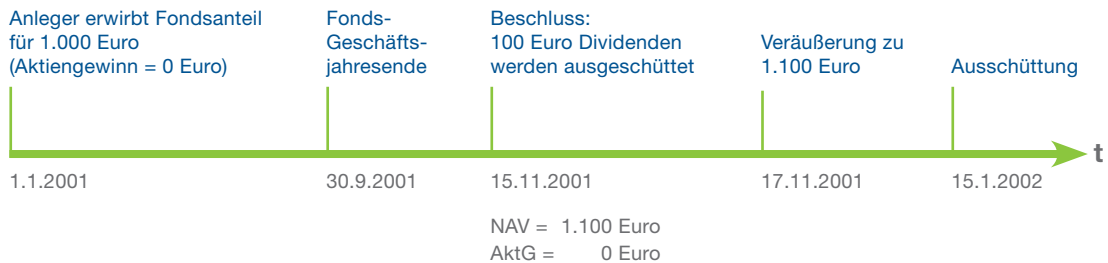 Anleger erwirbt Fondsanteil
für 1.000 Euro
(Aktiengewinn = 0 Euro)
Fonds-
Geschäfts-
jahresende
Beschluss:
100 Euro Dividenden
werden ausgeschüttet
Veräußerung zu
1.100 Euro
Ausschüttung
t
1.1.2001
30.9.2001
15.11.2001
17.11.2001
15.1.2002
NAV = 1.100 Euro
AktG = 0 Euro